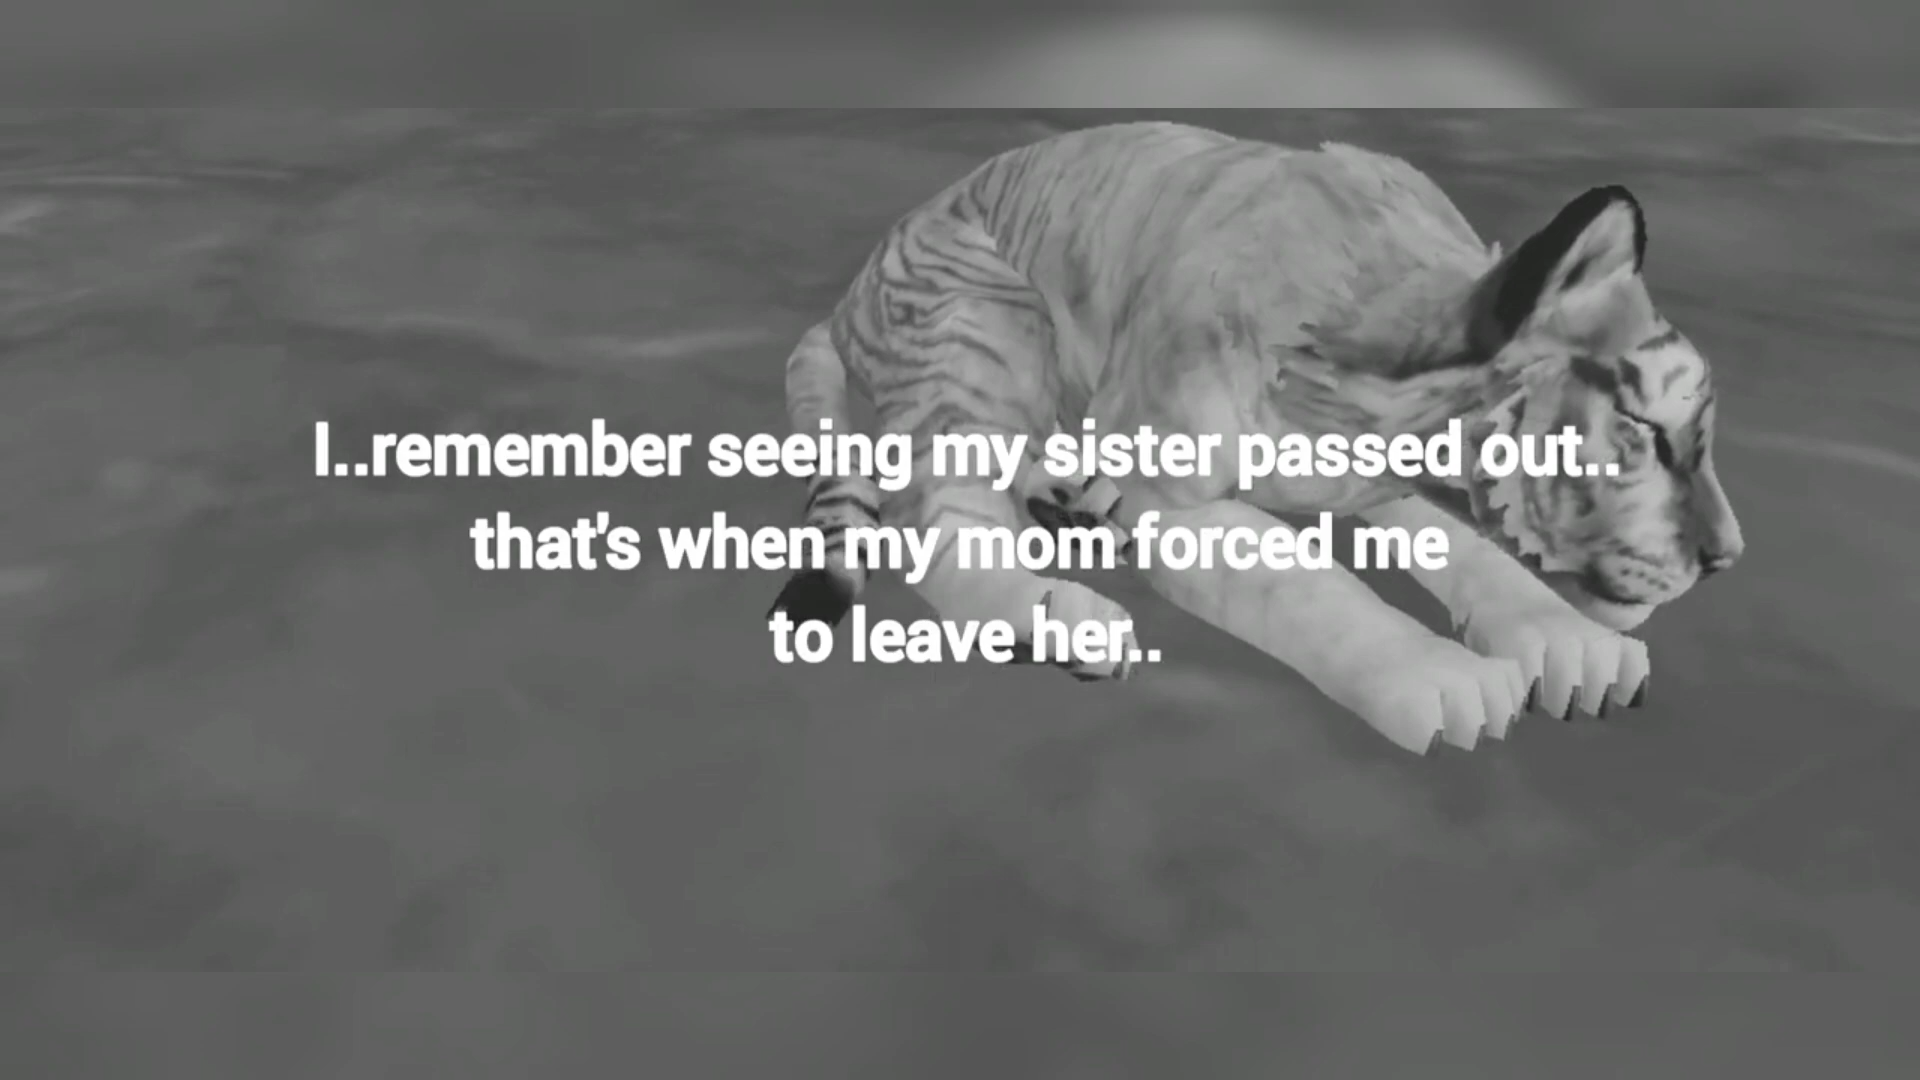 I..remember seeing my sister passed out..
that's when my mom forced me
to leave her..